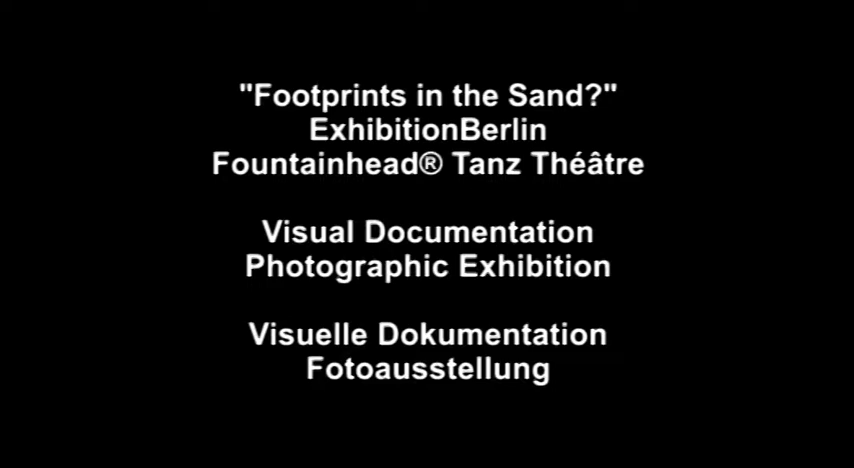 "Footprints in the Sand?"
ExhibitionBerlin
Fountainhead® Tanz Théâtre
Visual Documentation
Photographic Exhibition
Visuelle Dokumentation
Fotoausstellung